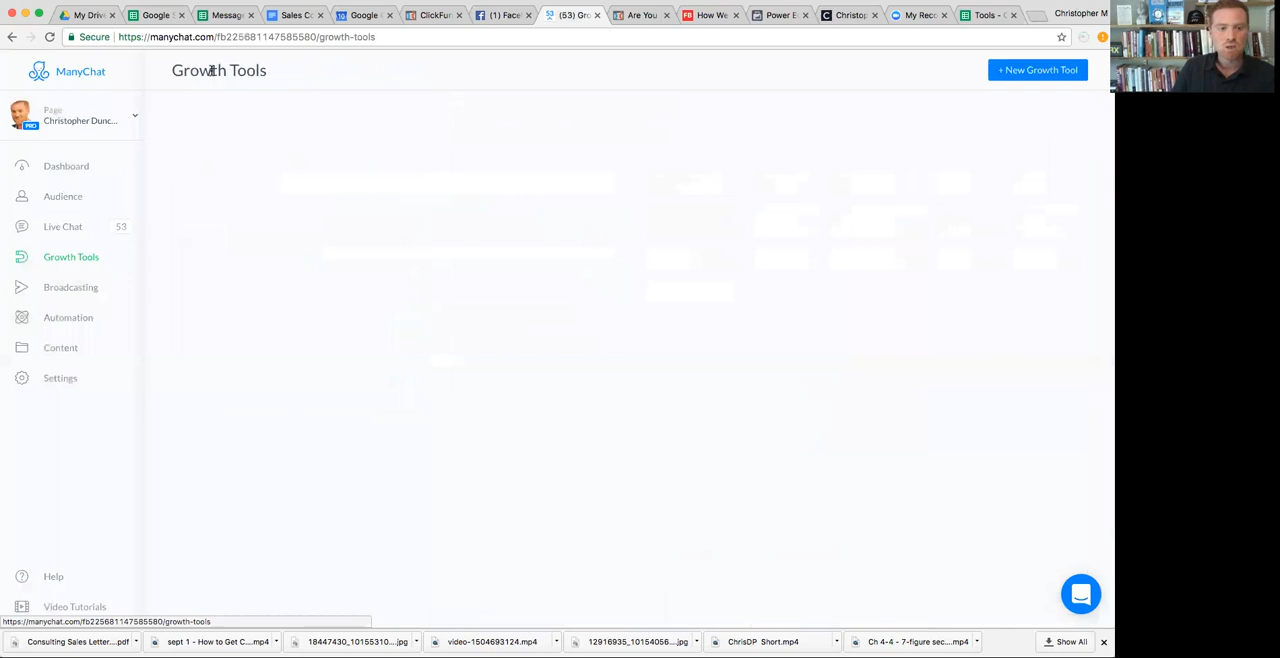 My Drive
Google S
Message
Sales Co
Google
ClickFun
(1) Face
(53) Gro
Are You
How We
Power E
Christop
My Reco
Tools - C
Christopher M
Secure
https://manychat.com/fb225681147585580/growth-tools
ManyChat
Growth Tools
+ New Growth Tool
Page
Christopher Dunc...
PRO
Dashboard
Audience
Live Chat
53
Growth Tools
Broadcasting
Automation
Content
Settings
Help
Video Tutorials
https://manychat.com/fb225681147585580/growth-tools
Consulting Sales Letter....pdf
sept 1 - How to Get C....mp4
18447430_10155310....jpg
video-1504693124.mp4
12916935_10154056....jpg
ChrisDP Short.mp4
Ch 4-4 - 7-figure sec....mp4
Show All